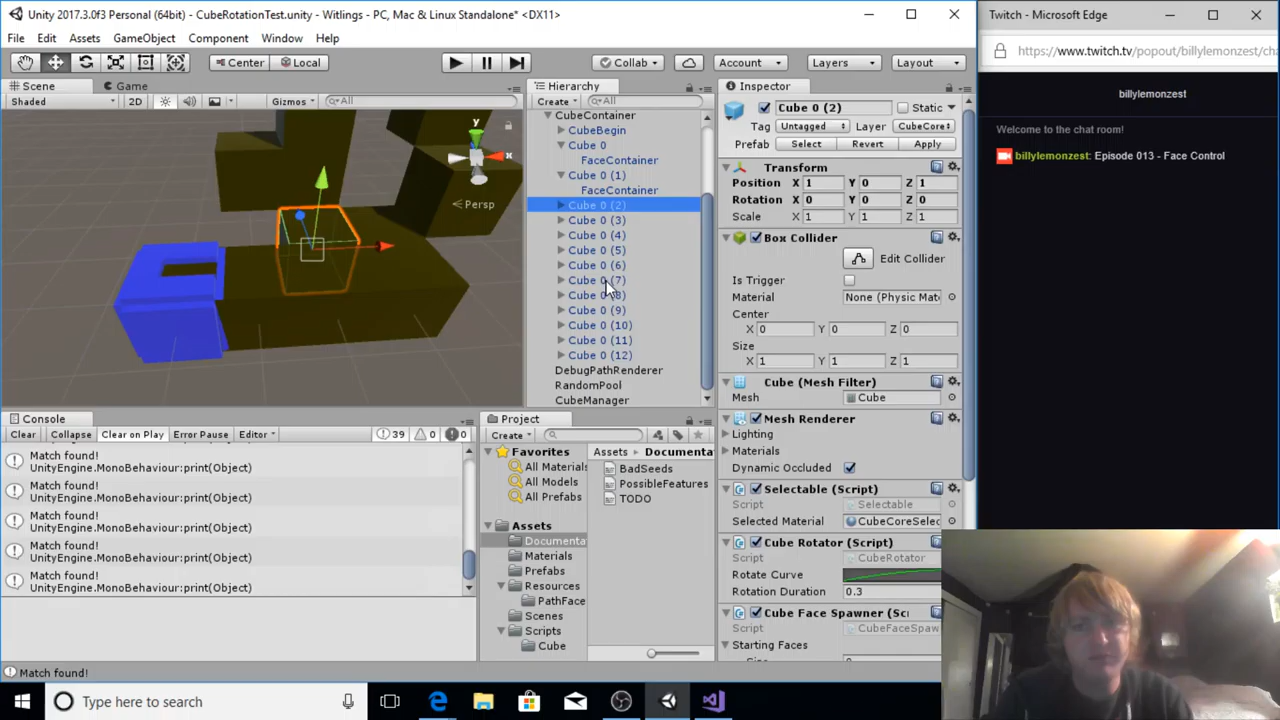 Unity 2017.3.0f3 Personal (64bit) - CubeRotationTest.unity - Witlings - PC, Mac & Linux Standalone* <DX11>
Twitch - Microsoft Edge
File Edit Assets GameObject Component Window Help
https://www.twitch.tv/popout/billylemonzest/cha
Center Local Collab Account Layers Layout
Scene Game
Shaded 2D Gizmos All
y
x
Persp
Hierarchy
Create All
CubeContainer
CubeBegin
Cube 0
FaceContainer
Cube 0 (1)
FaceContainer
Cube 0 (2)
Cube 0 (3)
Cube 0 (4)
Cube 0 (5)
Cube 0 (6)
Cube 0 (7)
Cube 0 (8)
Cube 0 (9)
Cube 0 (10)
Cube 0 (11)
Cube 0 (12)
DebugPathRenderer
RandomPool
CubeManager
Inspector
Cube 0 (2) Static
Tag Untagged Layer CubeCore
Prefab Select Revert Apply
Transform
Position X 1 Y 0 Z 1
Rotation X 0 Y 0 Z 0
Scale X 1 Y 1 Z 1
Box Collider
Edit Collider
Is Trigger
Material None (Physic Mat
Center
X 0 Y 0 Z 0
Size
X 1 Y 1 Z 1
Cube (Mesh Filter)
Mesh Cube
Mesh Renderer
Lighting
Materials
Dynamic Occluded
Selectable (Script)
Script Selectable
Selected Material CubeCoreSelec
Cube Rotator (Script)
Script CubeRotator
Rotate Curve
Rotation Duration 0.3
Cube Face Spawner (Sc
Script CubeFaceSpaw
Starting Faces
billylemonzest
Welcome to the chat room!
billylemonzest: Episode 013 - Face Control
Console
Clear Collapse Clear on Play Error Pause Editor 39 0 0
Match found!
UnityEngine.MonoBehaviour:print(Object)
Match found!
UnityEngine.MonoBehaviour:print(Object)
Match found!
UnityEngine.MonoBehaviour:print(Object)
Match found!
UnityEngine.MonoBehaviour:print(Object)
Match found!
UnityEngine.MonoBehaviour:print(Object)
Project
Create
Favorites
All Materials
All Models
All Prefabs
Assets
Documenta
Materials
Prefabs
Resources
PathFace
Scenes
Scripts
Cube
Assets Documenta
BadSeeds
PossibleFeatures
TODO
Match found!
Type here to search